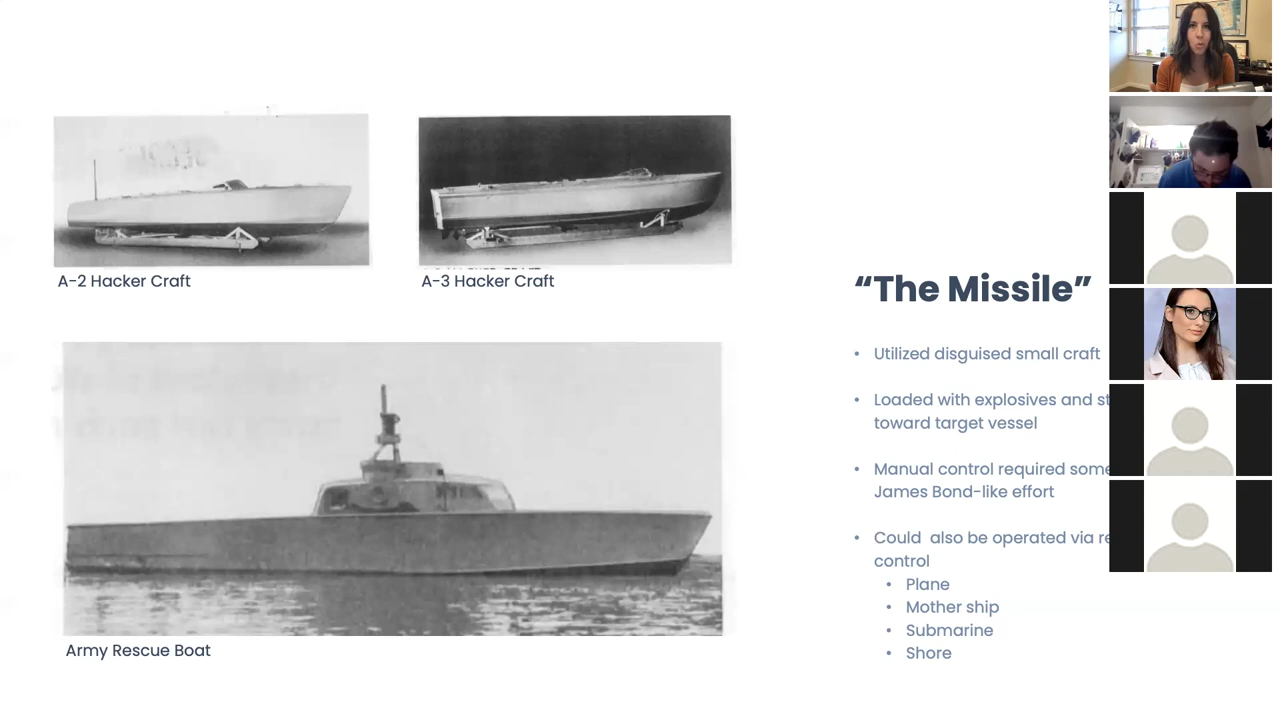 A-2 Hacker Craft
A-3 Hacker Craft
Army Rescue Boat
“The Missile”
• Utilized disguised small craft
• Loaded with explosives and
toward target vessel
• Manual control required some
James Bond-like effort
• Could also be operated via
control
• Plane
• Mother ship
• Submarine
• Shore